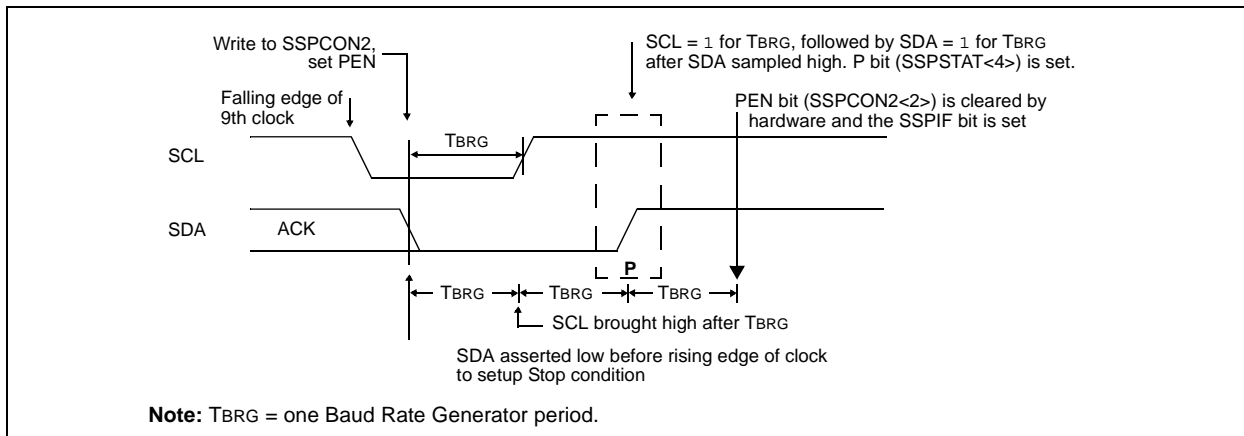 Write to SSPCON2,
set PEN
SCL = 1 for TBRG, followed by SDA = 1 for TBRG
after SDA sampled high. P bit (SSPSTAT<4>) is set.
Falling edge of
9th clock
PEN bit (SSPCON2<2>) is cleared by
hardware and the SSPIF bit is set
TBRG
SCL
SDA
ACK
P
TBRG
TBRG
TBRG
SCL brought high after TBRG
SDA asserted low before rising edge of clock
to setup Stop condition
Note: TBRG = one Baud Rate Generator period.